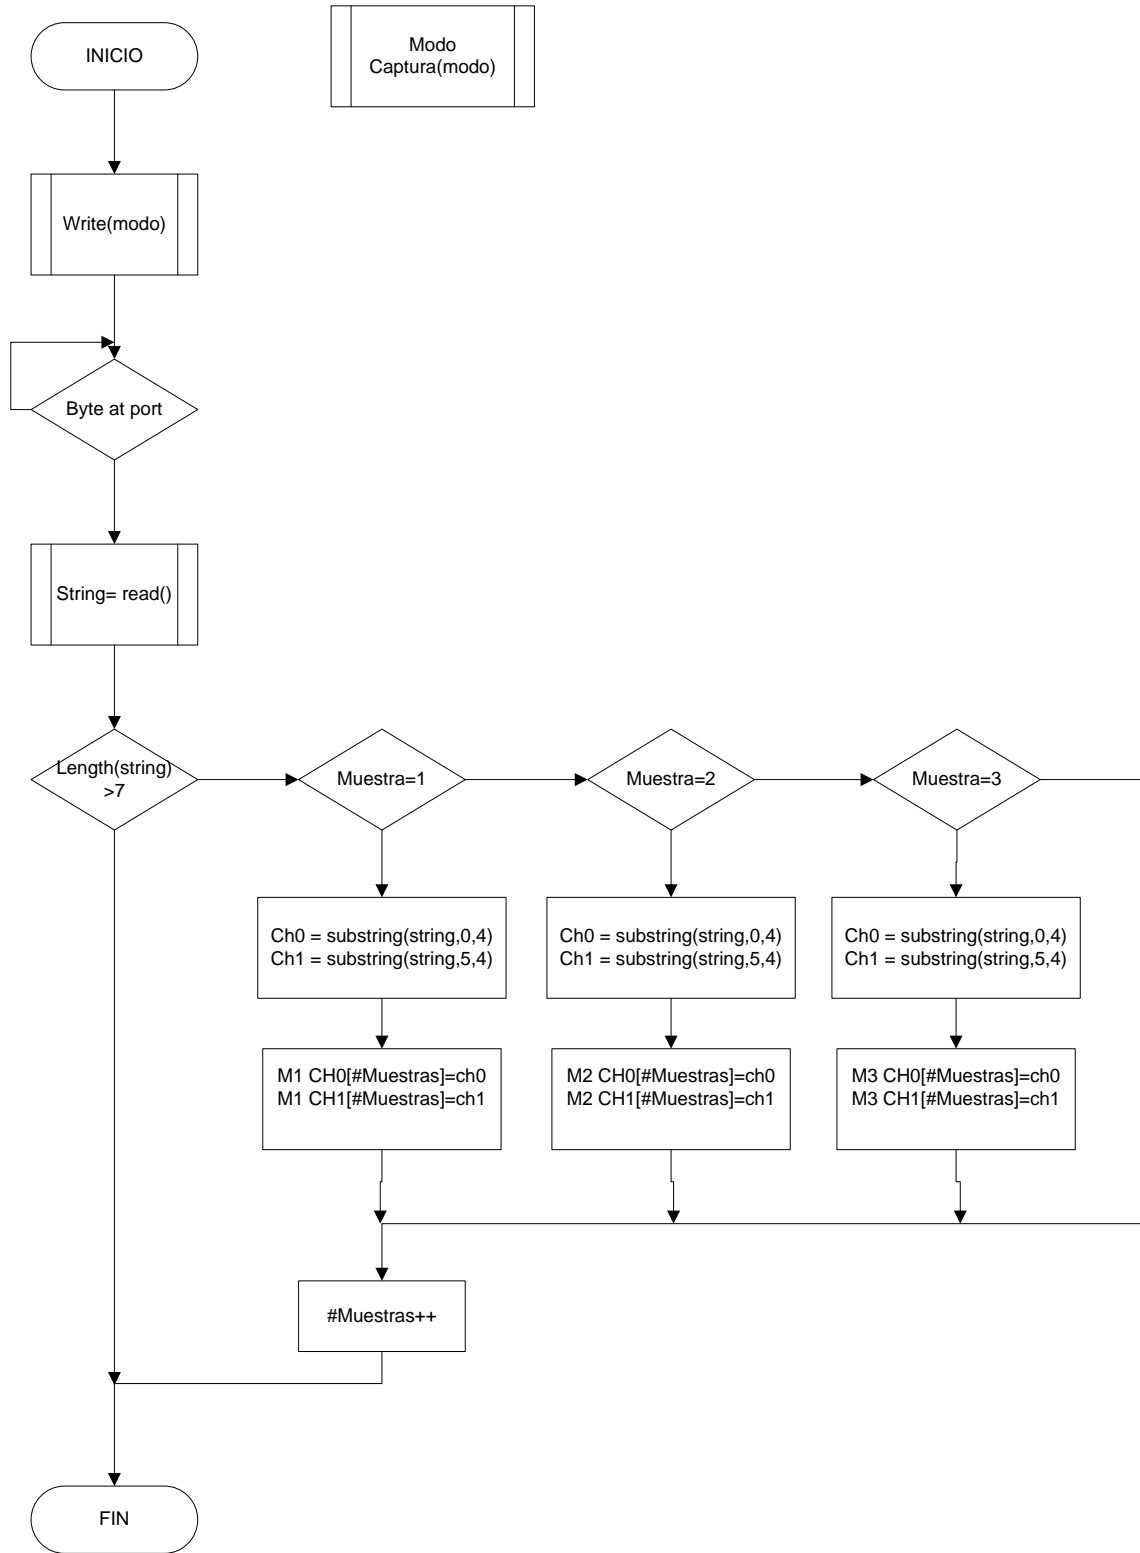 INICIO
Modo
Captura(modo)
Write(modo)
Byte at port
String= read()
Length(string)
>7
Muestra=1
Muestra=2
Muestra=3
Ch0 = substring(string,0,4)
Ch1 = substring(string,5,4)
Ch0 = substring(string,0,4)
Ch1 = substring(string,5,4)
Ch0 = substring(string,0,4)
Ch1 = substring(string,5,4)
M1 CH0[#Muestras]=ch0
M1 CH1[#Muestras]=ch1
M2 CH0[#Muestras]=ch0
M2 CH1[#Muestras]=ch1
M3 CH0[#Muestras]=ch0
M3 CH1[#Muestras]=ch1
#Muestras++
FIN